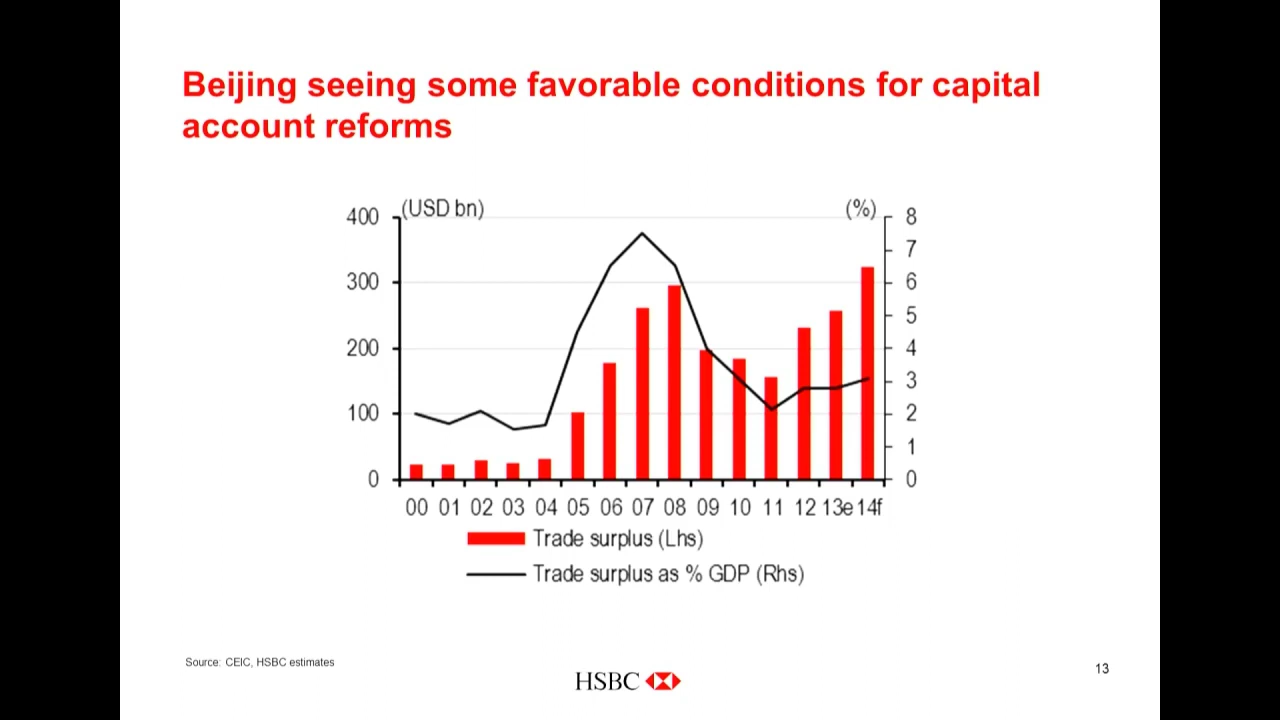 Beijing seeing some favorable conditions for capital
account reforms
(USD bn) (%)
400 8
7
300 6
5
200 4
3
100 2
1
0 0
00 01 02 03 04 05 06 07 08 09 10 11 12 13e 14f
Trade surplus (Lhs)
Trade surplus as % GDP (Rhs)
Source: CEIC, HSBC estimates
13
HSBC